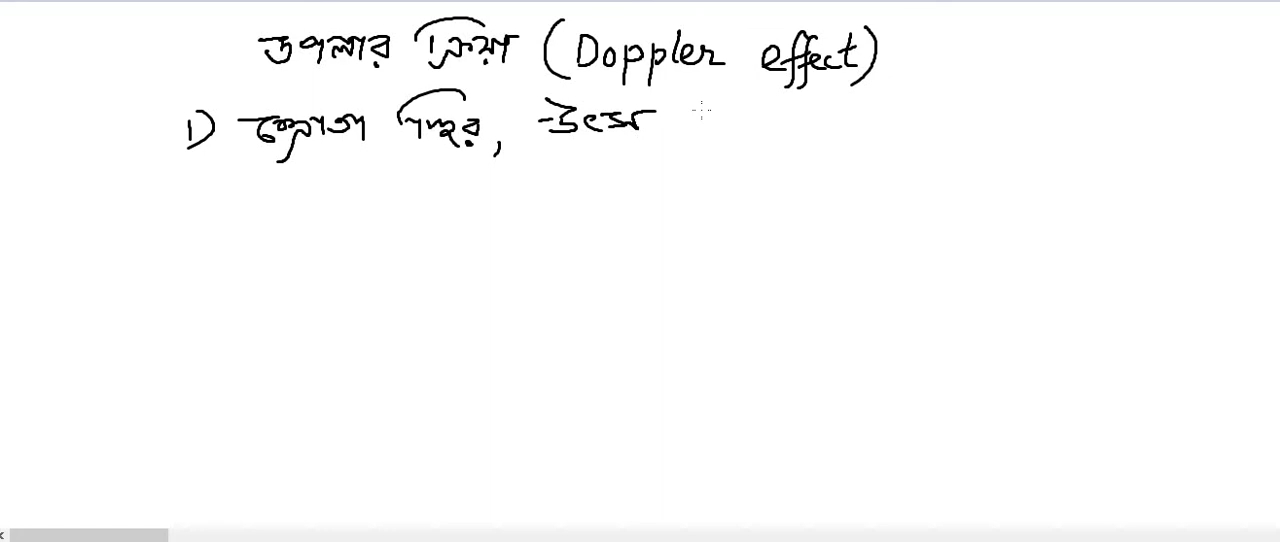 ডপলার ক্রিয়া (Doppler effect)
1) শ্রোতা স্থির, উৎস